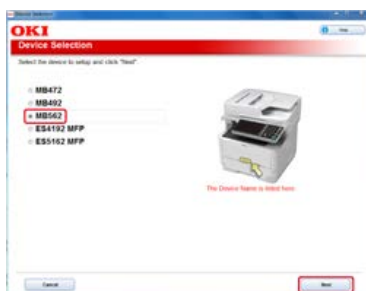 Device Selection
OKI
Help
Device Selection
Select the device to setup and click "Next".
MB472
MB492
MB562
ES4192 MFP
ES5162 MFP
The Device Name is listed here.
Cancel
Next